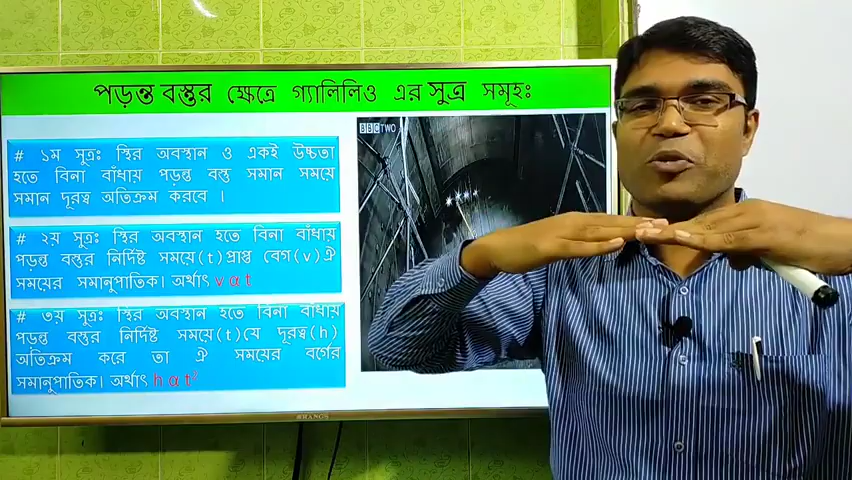 পড়ন্ত বস্তুর ক্ষেত্রে গ্যালিলিও এর সুত্র সমূহঃ
# ১ম সুত্রঃ স্থির অবস্থান ও একই উচ্চতা
হতে বিনা বাঁধায় পড়ন্ত বস্তু সমান সময়ে
সমান দূরত্ব অতিক্রম করবে ।
# ২য় সুত্রঃ স্থির অবস্থান হতে বিনা বাঁধায়
পড়ন্ত বস্তুর নির্দিষ্ট সময়ে(t)প্রাপ্ত বেগ(v)ঐ
সময়ের সমানুপাতিক। অর্থাৎ v α t
# ৩য় সুত্রঃ স্থির অবস্থান হতে বিনা বাঁধায়
পড়ন্ত বস্তুর নির্দিষ্ট সময়ে(t)যে দূরত্ব(h)
অতিক্রম করে তা ঐ সময়ের বর্গের
সমানুপাতিক। অর্থাৎ h α t²
BBC TWO
RANGS